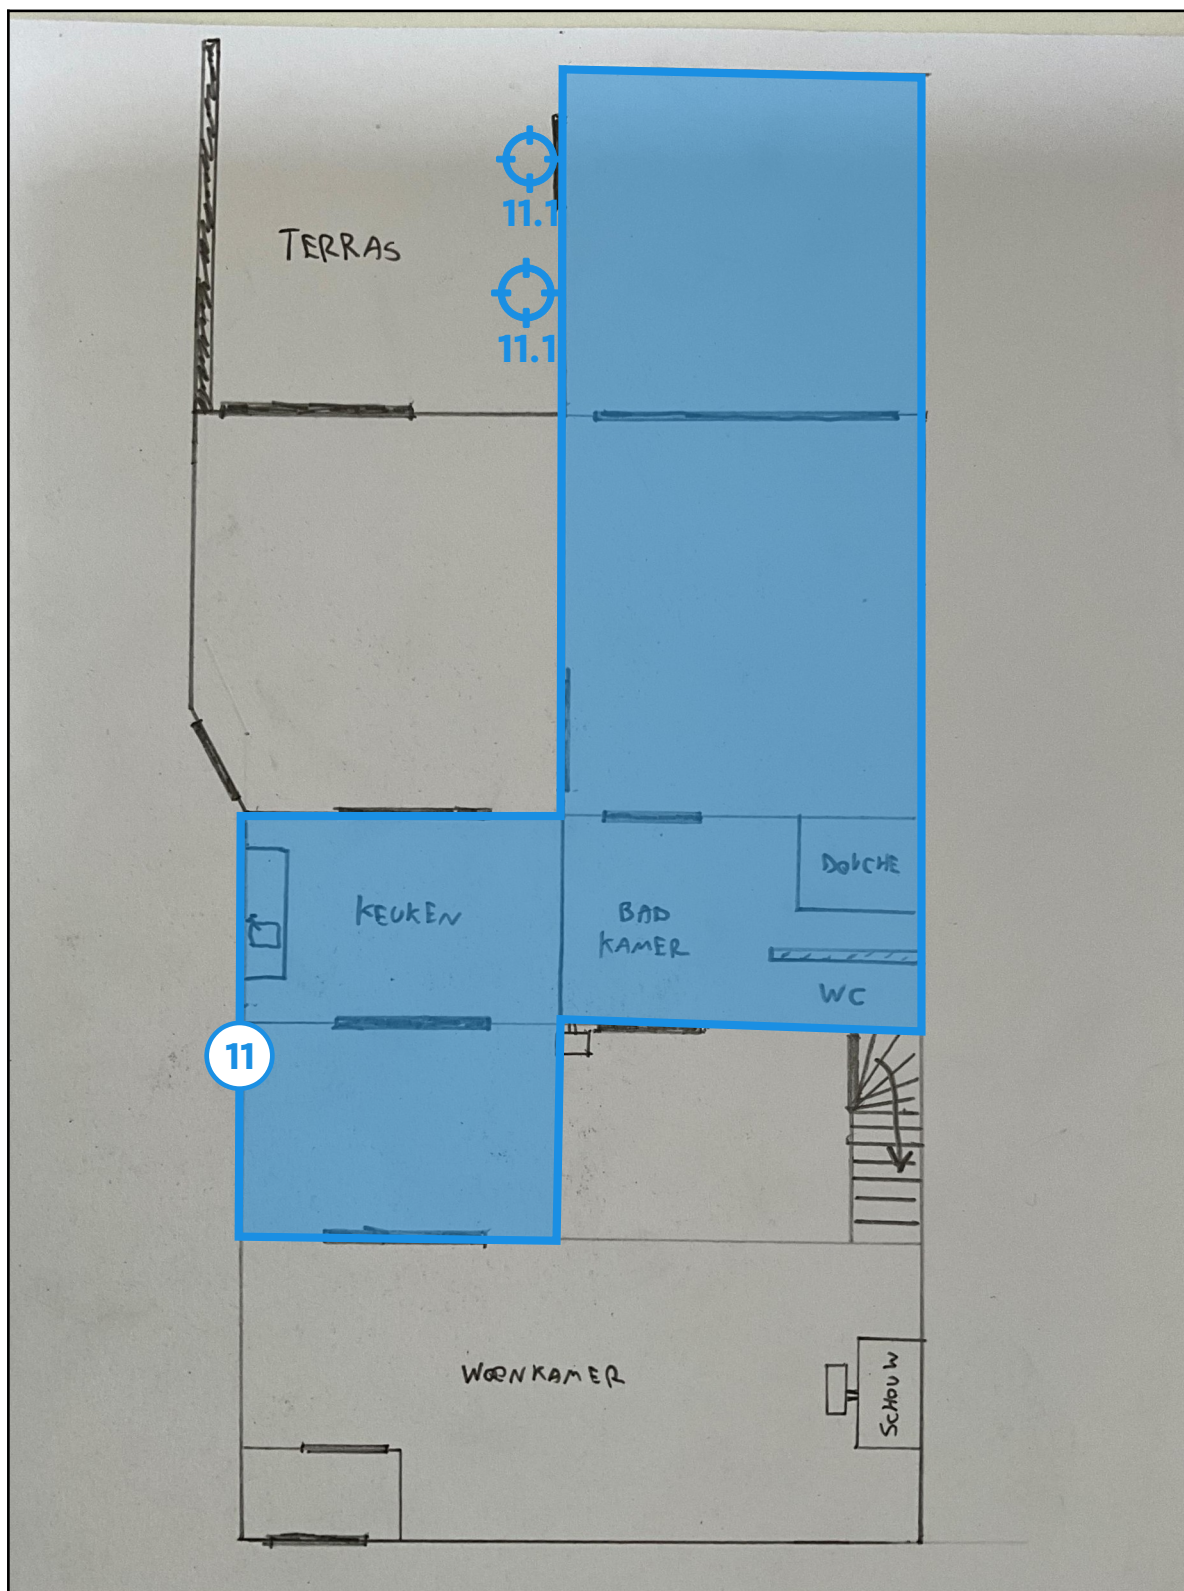 11.1
TERRAS
11.1
DOUCHE
KEUKEN
BAD
KAMER
WC
11
WOONKAMER
SCHOUW